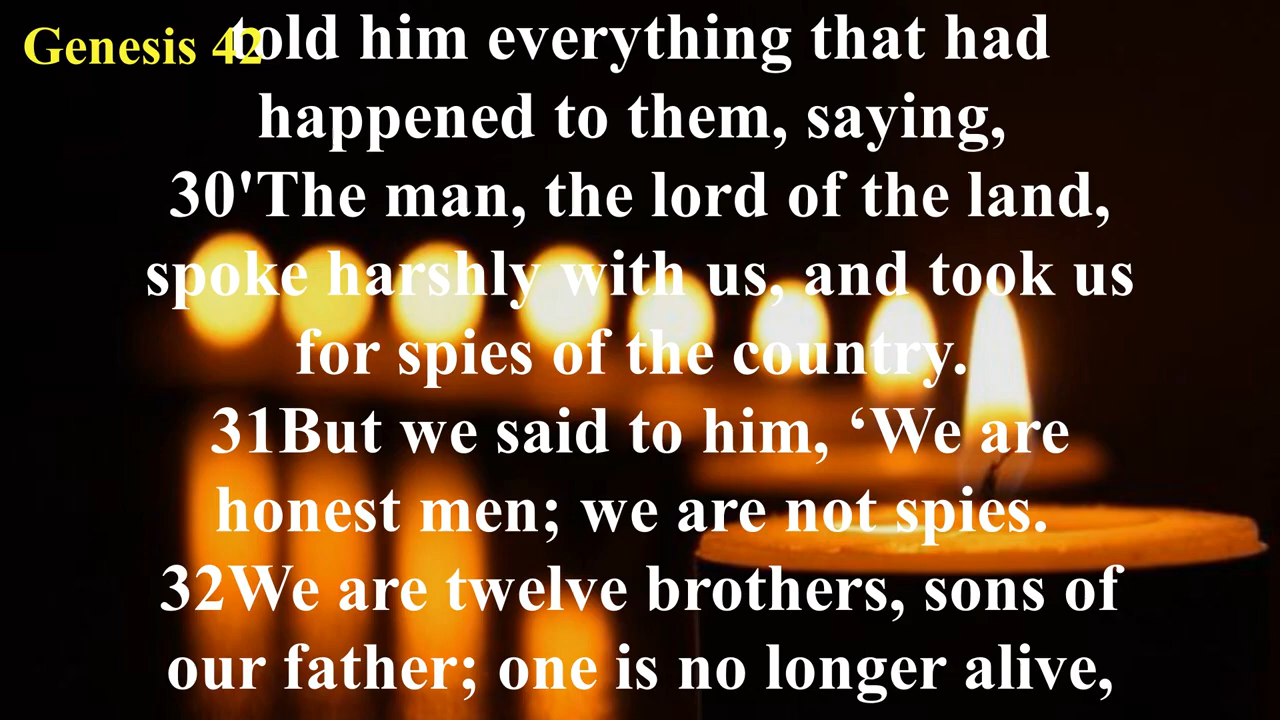 Genesis 42
told him everything that had
happened to them, saying,
30'The man, the lord of the land,
spoke harshly with us, and took us
for spies of the country.
31But we said to him, ‘We are
honest men; we are not spies.
32We are twelve brothers, sons of
our father; one is no longer alive,